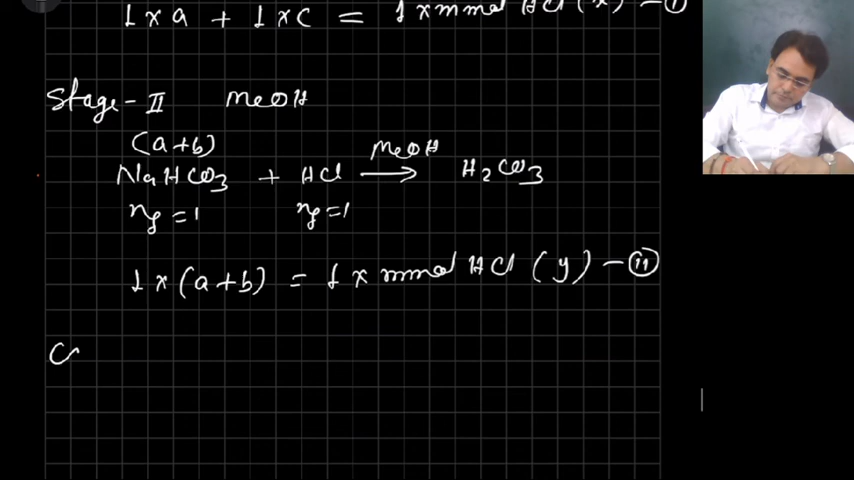 1 x a + 1 x c = 1 x mmol HCl (x) — (i)
Stage - II MeOH
(a+b) MeOH
NaHCO3 + HCl → H2CO3
nf = 1 nf = 1
1 x (a+b) = 1 x mmol HCl (y) — (ii)